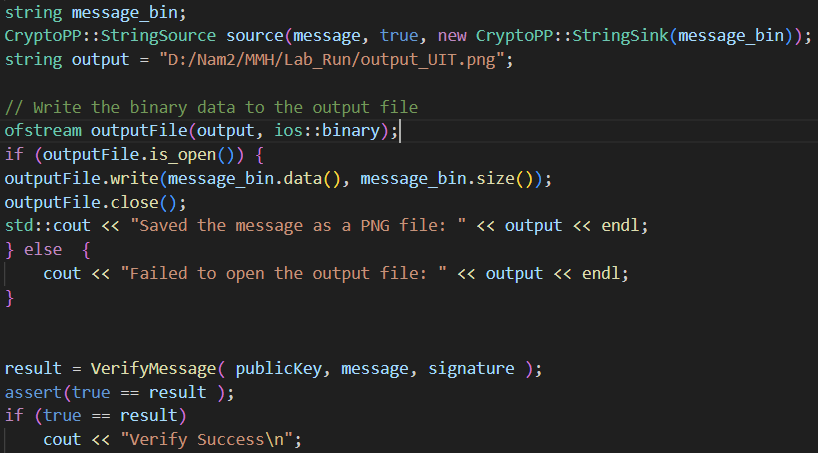 string message_bin;
CryptoPP::StringSource source(message, true, new CryptoPP::StringSink(message_bin));
string output = "D:/Nam2/MMH/Lab_Run/output_UIT.png";
// Write the binary data to the output file
ofstream outputFile(output, ios::binary);
if (outputFile.is_open()) {
outputFile.write(message_bin.data(), message_bin.size());
outputFile.close();
std::cout << "Saved the message as a PNG file: " << output << endl;
} else  {
    cout << "Failed to open the output file: " << output << endl;
}
result = VerifyMessage( publicKey, message, signature );
assert(true == result );
if (true == result)
    cout << "Verify Success\n";